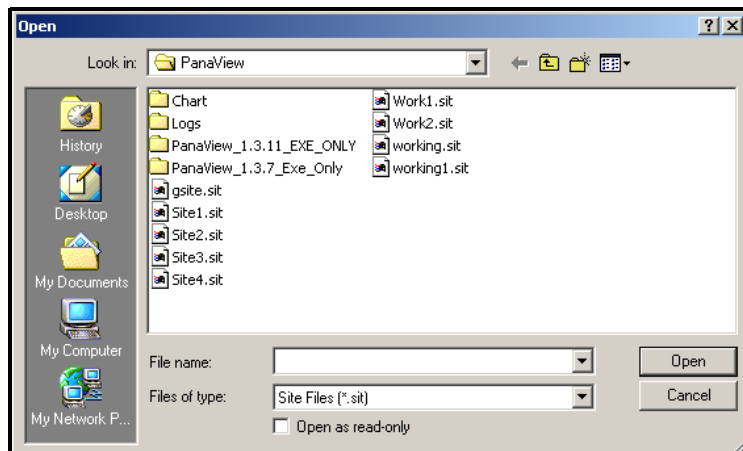 Open
Look in: PanaView
History
Desktop
My Documents
My Computer
My Network P...
Chart
Logs
PanaView_1.3.11_EXE_ONLY
PanaView_1.3.7_Exe_Only
gsite.sit
Site1.sit
Site2.sit
Site3.sit
Site4.sit
Work1.sit
Work2.sit
working.sit
working1.sit
File name:
Open
Files of type: Site Files (*.sit)
Cancel
Open as read-only